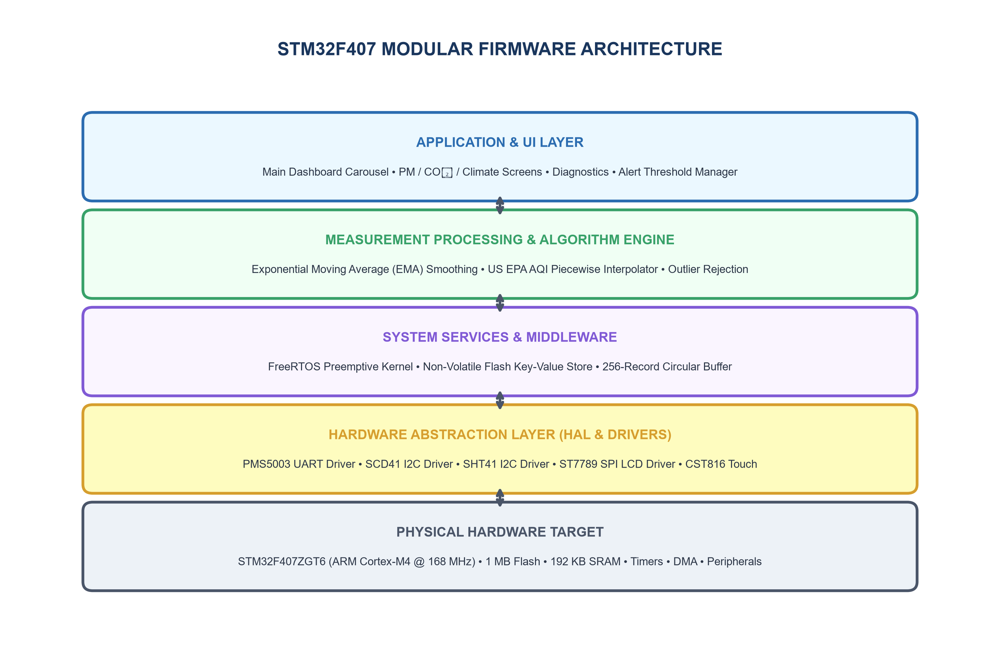 STM32F407 MODULAR FIRMWARE ARCHITECTURE
APPLICATION & UI LAYER
Main Dashboard Carousel • PM / CO₂ / Climate Screens • Diagnostics • Alert Threshold Manager
MEASUREMENT PROCESSING & ALGORITHM ENGINE
Exponential Moving Average (EMA) Smoothing • US EPA AQI Piecewise Interpolator • Outlier Rejection
SYSTEM SERVICES & MIDDLEWARE
FreeRTOS Preemptive Kernel • Non-Volatile Flash Key-Value Store • 256-Record Circular Buffer
HARDWARE ABSTRACTION LAYER (HAL & DRIVERS)
PMS5003 UART Driver • SCD41 I2C Driver • SHT41 I2C Driver • ST7789 SPI LCD Driver • CST816 Touch
PHYSICAL HARDWARE TARGET
STM32F407ZGT6 (ARM Cortex-M4 @ 168 MHz) • 1 MB Flash • 192 KB SRAM • Timers • DMA • Peripherals